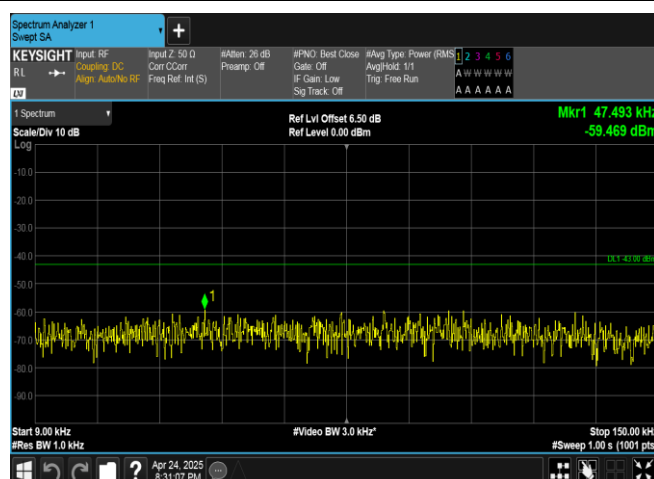 Spectrum Analyzer 1
Swept SA
+
KEYSIGHT
RL
LXI
Input: RF
Coupling: DC
Align: Auto/No RF
Input Z: 50 Ω
Corr CCorr
Freq Ref: Int (S)
#Atten: 26 dB
Preamp: Off
#PNO: Best Close
Gate: Off
IF Gain: Low
Sig Track: Off
#Avg Type: Power (RMS
Avg|Hold: 1/1
Trig: Free Run
1 2 3 4 5 6
A W W W W W
A A A A A A
1 Spectrum
Scale/Div 10 dB
Log
Ref Lvl Offset 6.50 dB
Ref Level 0.00 dBm
Mkr1 47.493 kHz
-59.469 dBm
-10.0
-20.0
-30.0
-40.0
DL1 -43.00 dBm
-50.0
1
-60.0
-70.0
-80.0
-90.0
Start 9.00 kHz
#Res BW 1.0 kHz
#Video BW 3.0 kHz*
Stop 150.00 kHz
#Sweep 1.00 s (1001 pts
?
Apr 24, 2025
8:31:07 PM